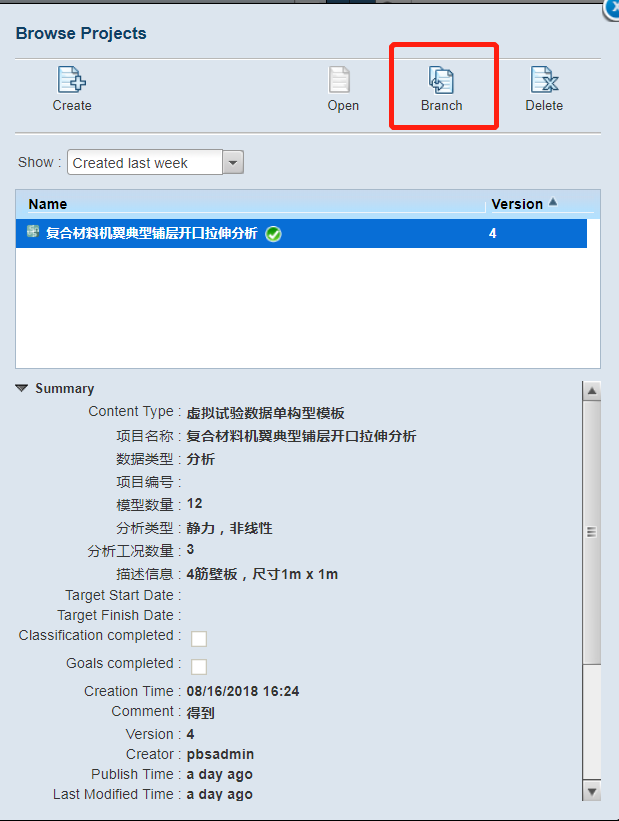 Browse Projects
Create Open Branch Delete
Show : Created last week
Name Version
复合材料机翼典型铺层开口拉伸分析 4
Summary
Content Type : 虚拟试验数据单构型模板
项目名称 : 复合材料机翼典型铺层开口拉伸分析
数据类型 : 分析
项目编号 :
模型数量 : 12
分析类型 : 静力，非线性
分析工况数量 : 3
描述信息 : 4筋壁板，尺寸1m x 1m
Target Start Date :
Target Finish Date :
Classification completed :
Goals completed :
Creation Time : 08/16/2018 16:24
Comment : 得到
Version : 4
Creator : pbsadmin
Publish Time : a day ago
Last Modified Time : a day ago